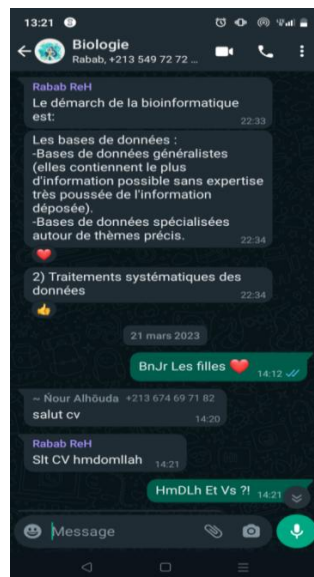 13:21
Biologie
Rabab, +213 549 72 72 ...
Rabab ReH
Le démarch de la bioinformatique
est:
22:33
Les bases de données :
-Bases de données généralistes
(elles contiennent le plus
d'information possible sans expertise
très poussée de l'information
déposée).
-Bases de données spécialisées
autour de thèmes précis.
22:34
2) Traitements systématiques des
données
22:34
21 mars 2023
BnJr Les filles ❤️ 14:12
~ Ñour Alhôuda +213 674 69 71 82
salut cv
14:20
Rabab ReH
Slt CV hmdomllah 14:21
HmDLh Et Vs ?! 14:21
Message